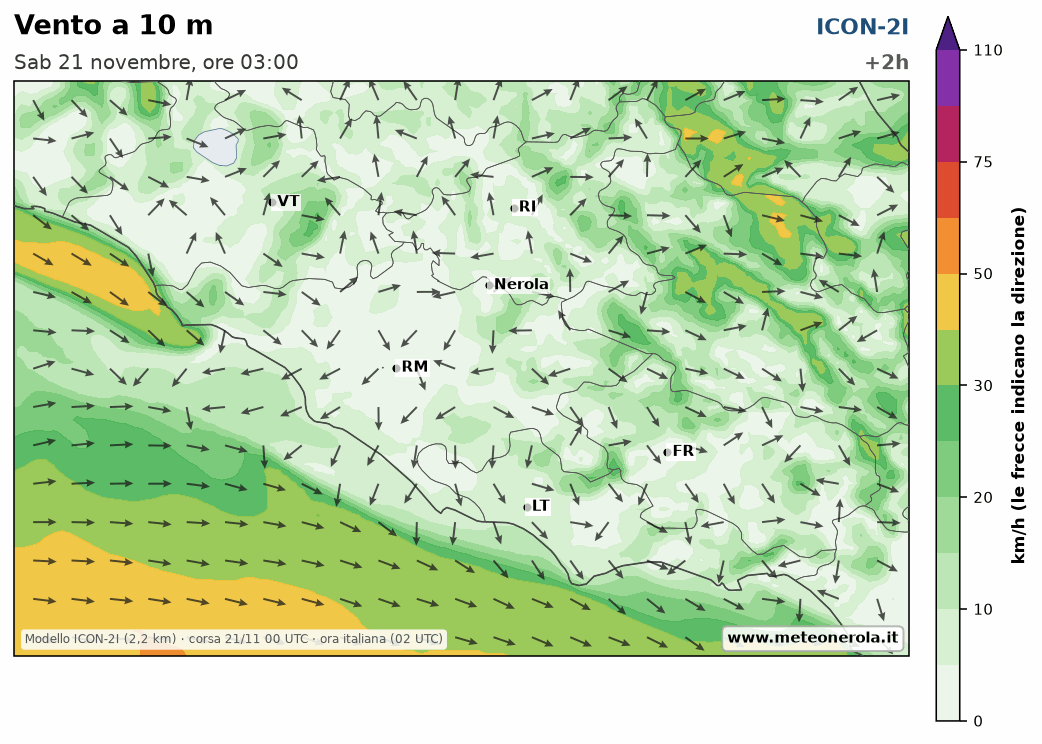 Vento a 10 m
ICON-2I
Sab 21 novembre, ore 03:00
+2h
110
75
50
30
20
10
0
km/h (le frecce indicano la direzione)
VT
RI
Nerola
RM
FR
LT
Modello ICON-2I (2,2 km) · corsa 21/11 00 UTC · ora italiana (02 UTC)
www.meteonerola.it